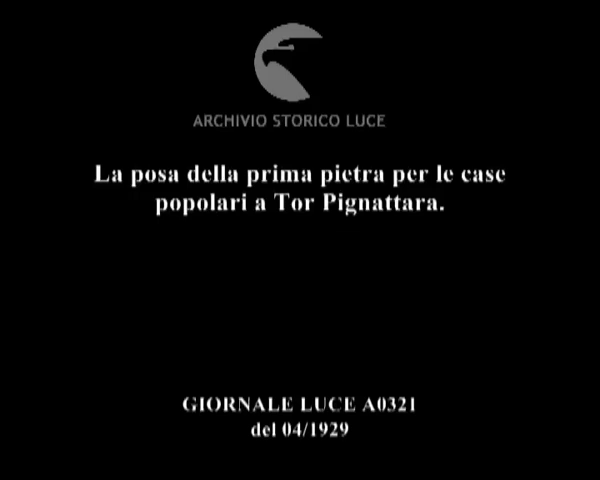 ARCHIVIO STORICO LUCE
La posa della prima pietra per le case
popolari a Tor Pignattara.
GIORNALE LUCE A0321
del 04/1929